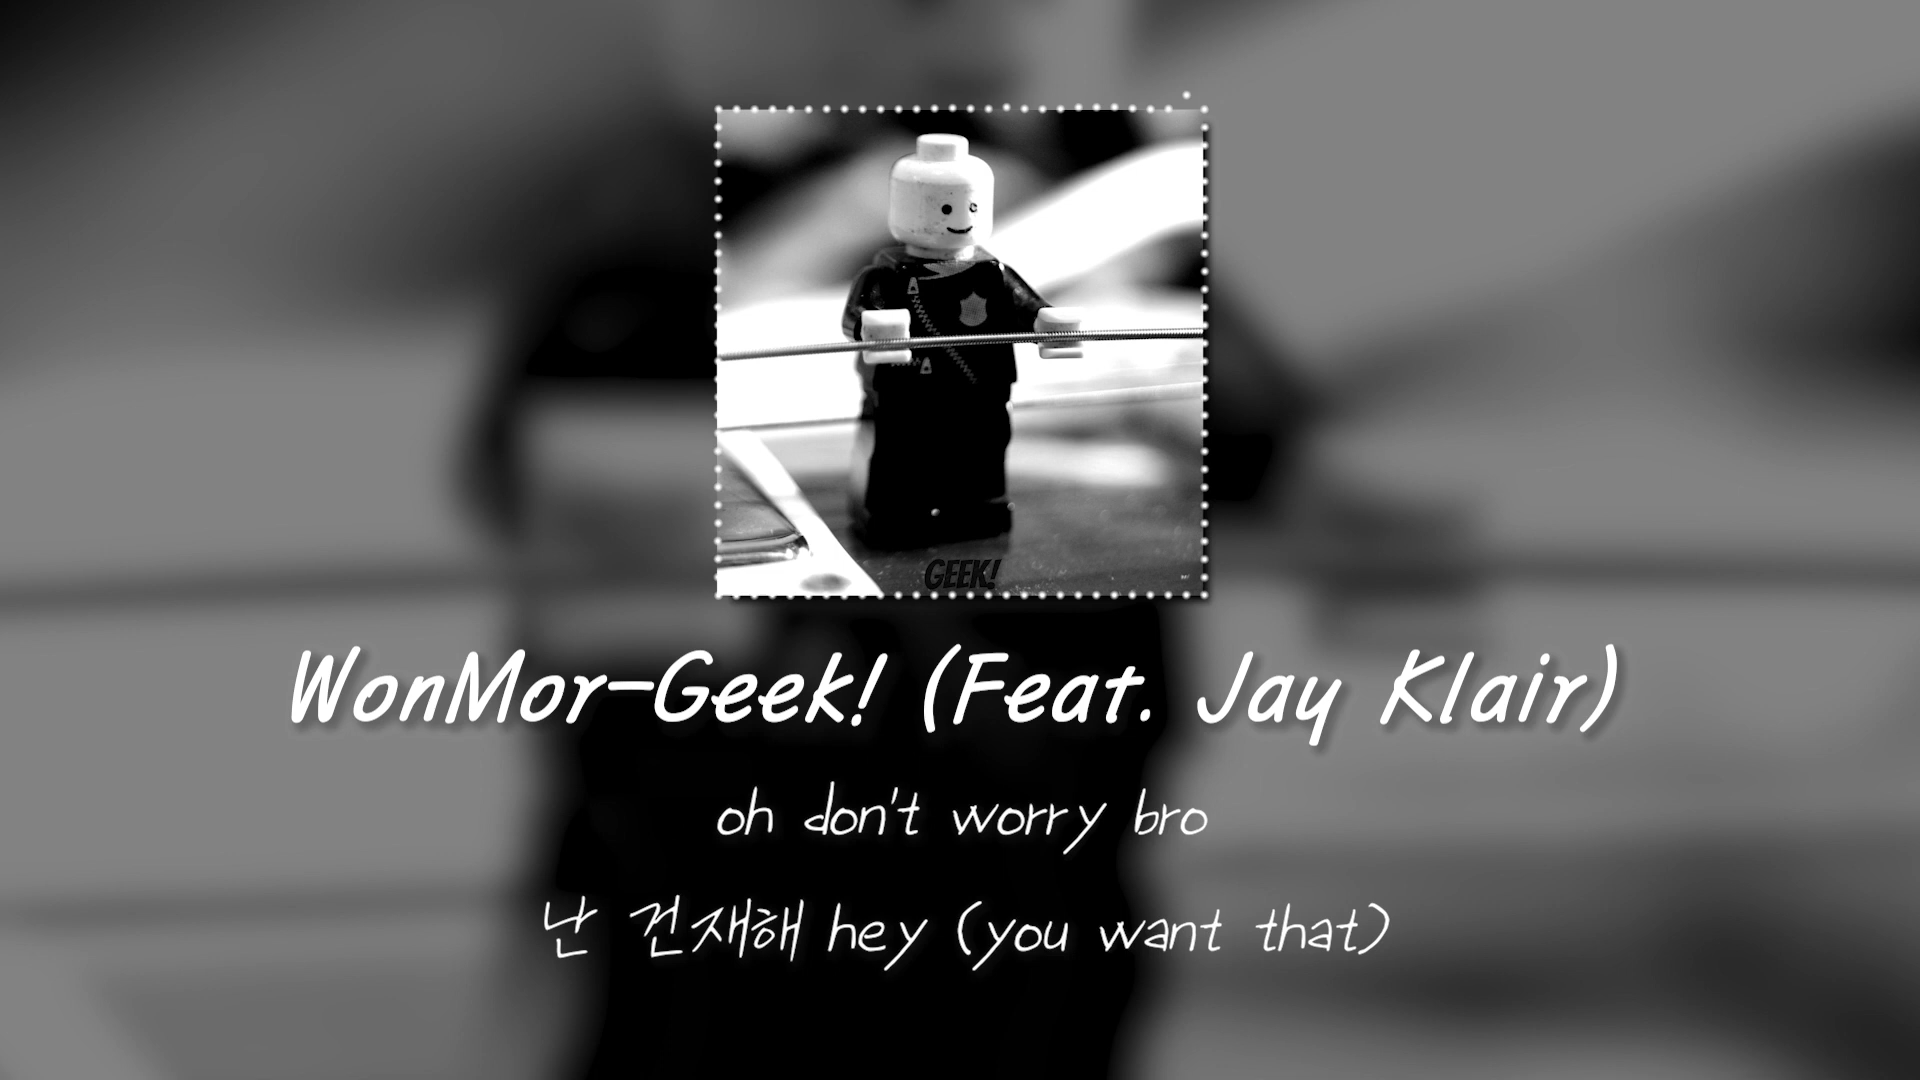 GEEK!
WonMor-Geek! (Feat. Jay Klair)
oh don't worry bro
난 건재해 hey (you want that)